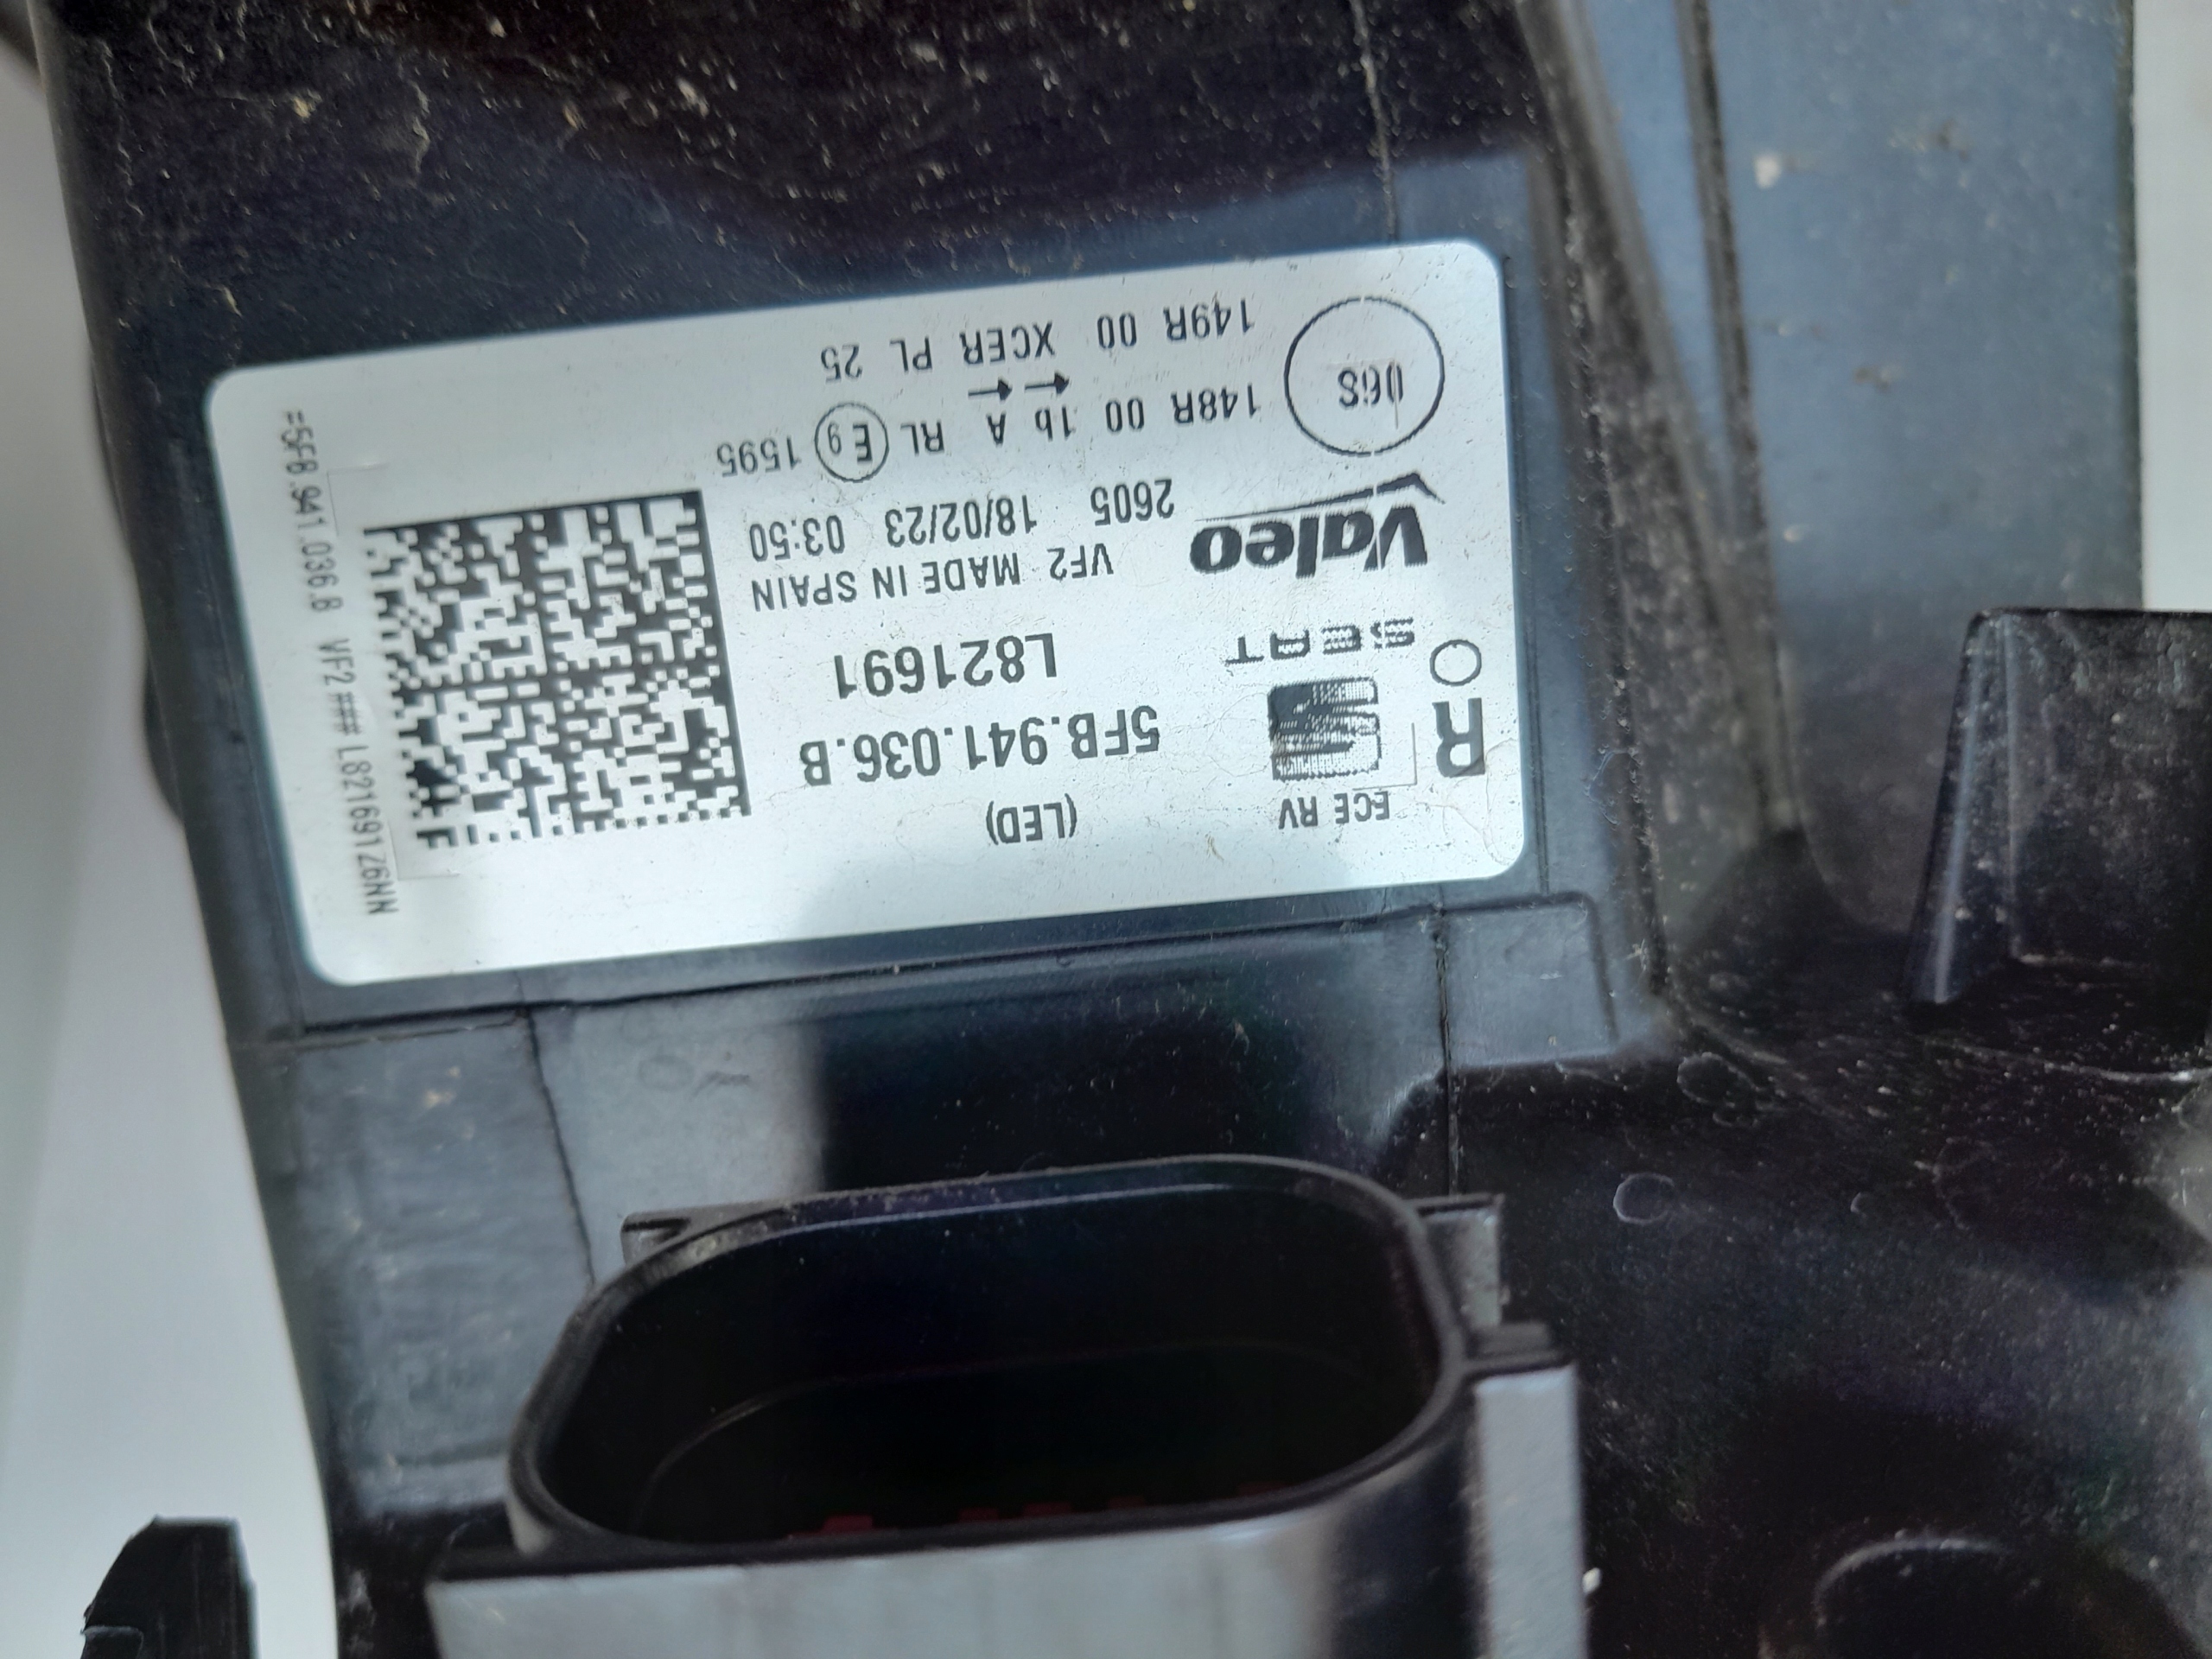 ECE RV
(LED)
R
5FB.941.036.B
SEAT
L821691
VF2 MADE IN SPAIN
Valeo
2605 18/02/23 03:50
148R 00 1b A RL E9 1595
← ←
06S
149R 00 XCER PL 25
=5FB.941.036.B VF2 ### L821691Z6NN